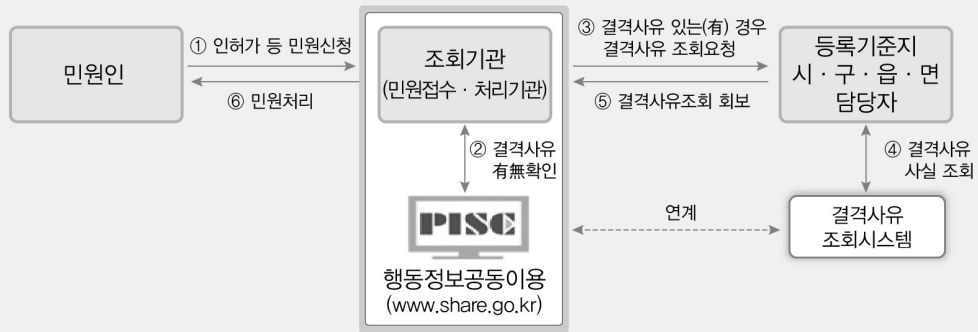 민원인
① 인허가 등 민원신청
⑥ 민원처리
조회기관
(민원접수 · 처리기관)
② 결격사유
有無확인
PISC
행동정보공동이용
(www.share.go.kr)
③ 결격사유 있는(有) 경우
결격사유 조회요청
⑤ 결격사유조회 회보
등록기준지
시 · 구 · 읍 · 면
담당자
④ 결격사유
사실 조회
연계
결격사유
조회시스템